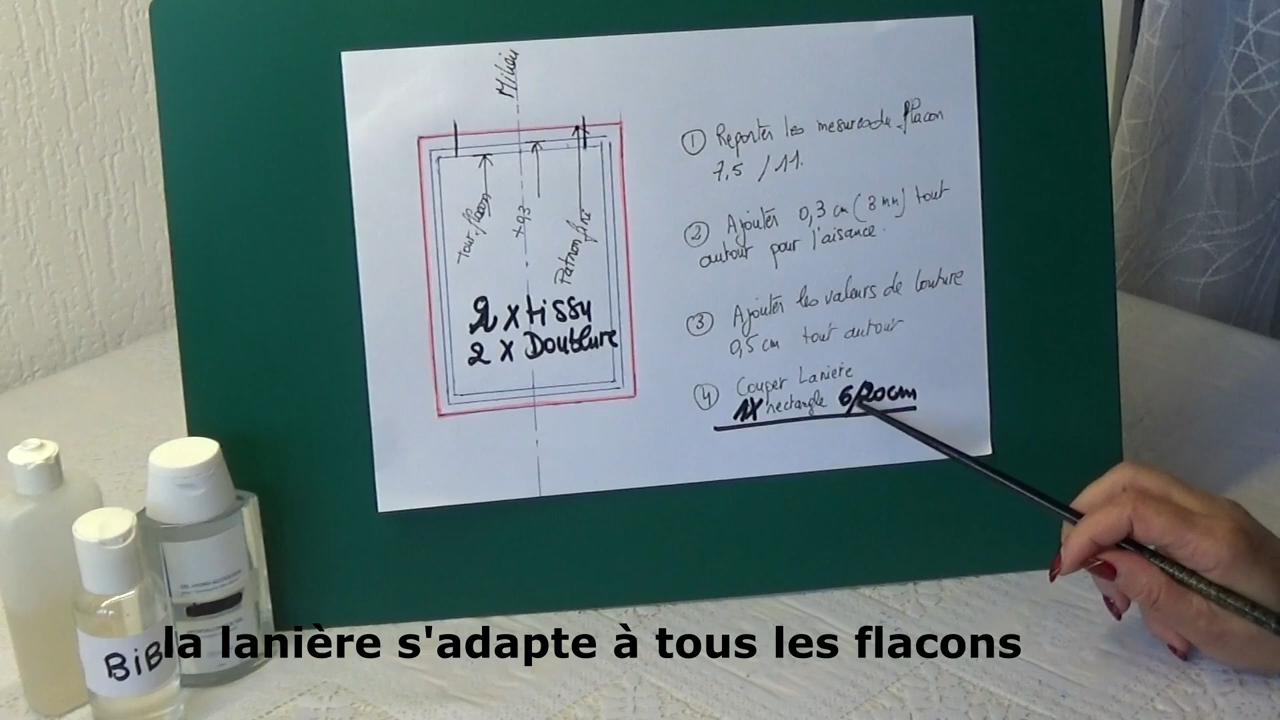 Milieu
Tour flacon
+0,3
Patron fini
2 x tissu
2 x Doublure
① Reporter les mesures du flacon
7,5 / 11.
② Ajouter 0,3 cm (3 mm) tout
autour pour l'aisance.
③ Ajouter les valeurs de couture
0,5 cm tout autour
④ Couper Lanière
1X rectangle 6/20cm
BiB
la lanière s'adapte à tous les flacons